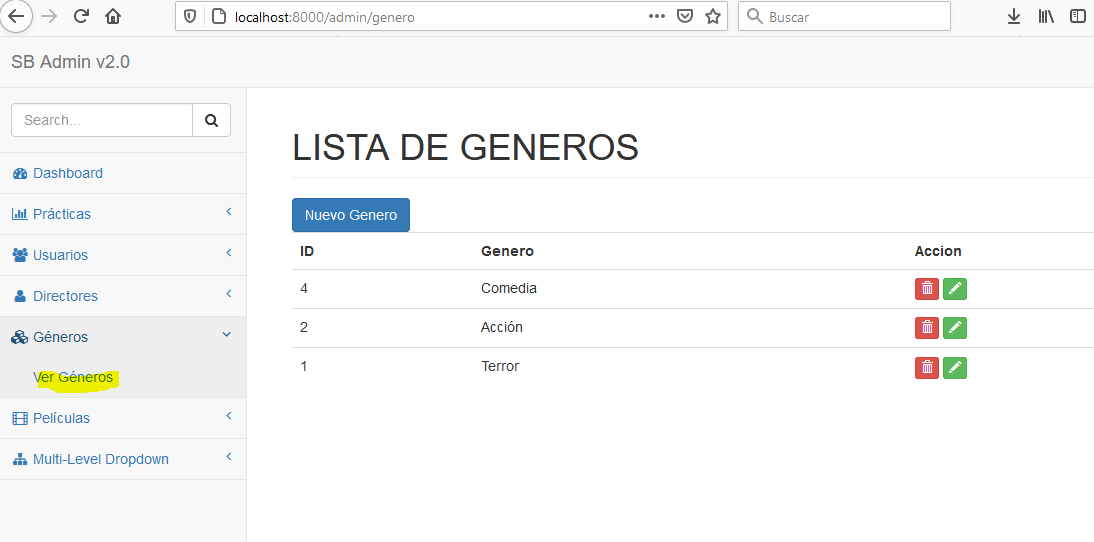 localhost:8000/admin/genero
Buscar
SB Admin v2.0
Search...
Dashboard
Prácticas
Usuarios
Directores
Géneros
Ver Géneros
Películas
Multi-Level Dropdown
LISTA DE GENEROS
Nuevo Genero
ID Genero Accion
4 Comedia
2 Acción
1 Terror